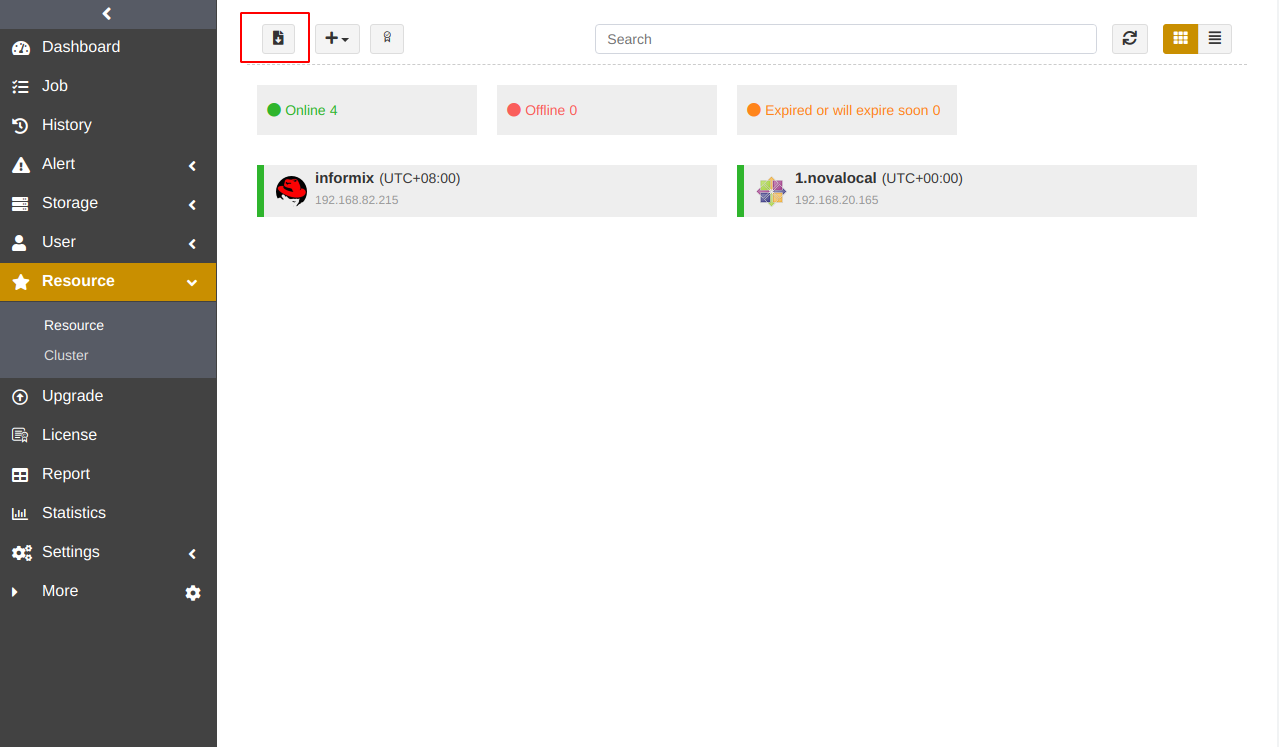 Dashboard
Job
History
Alert
Storage
User
Resource
Resource
Cluster
Upgrade
License
Report
Statistics
Settings
More
Search
Online 4
Offline 0
Expired or will expire soon 0
informix (UTC+08:00)
192.168.82.215
1.novalocal (UTC+00:00)
192.168.20.165